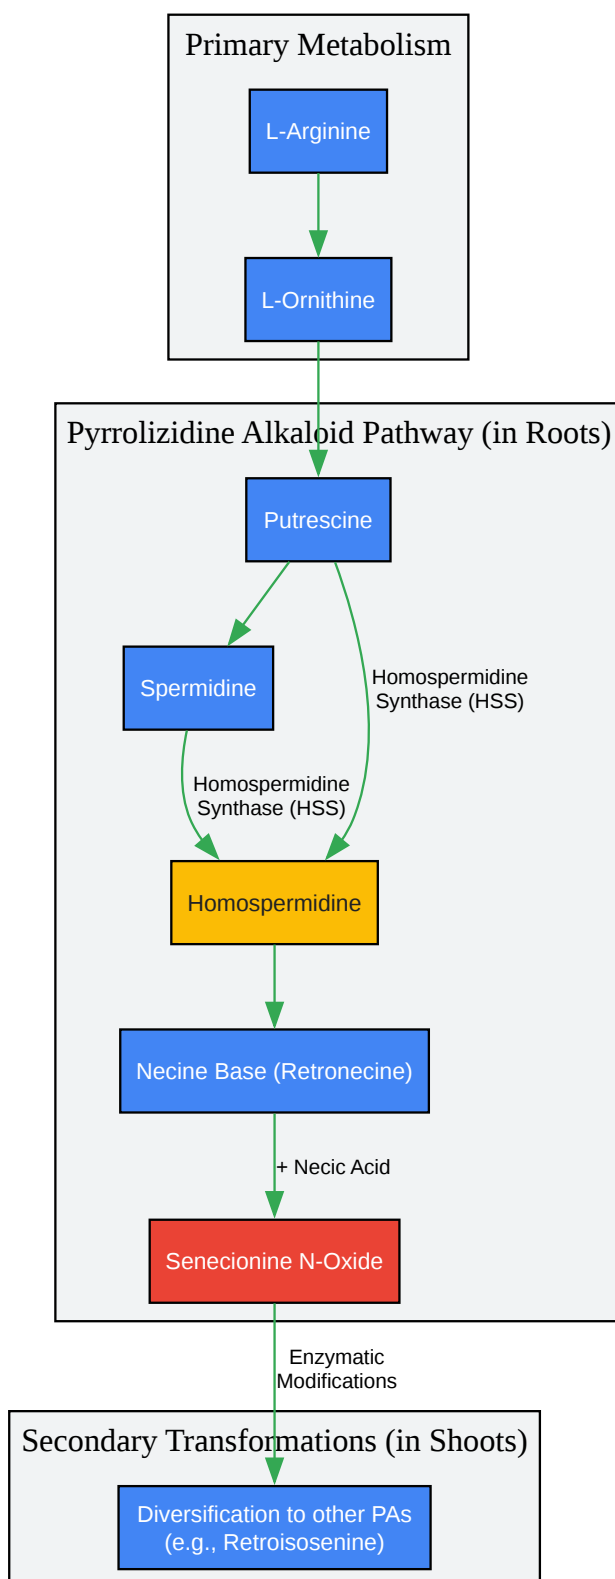 Primary Metabolism
L-Arginine
L-Ornithine
Pyrrolizidine Alkaloid Pathway (in Roots)
Putrescine
Homospermidine
Synthase (HSS)
Spermidine
Homospermidine
Synthase (HSS)
Homospermidine
Necine Base (Retronecine)
+ Necic Acid
Senecionine N-Oxide
Enzymatic
Modifications
Secondary Transformations (in Shoots)
Diversification to other PAs
(e.g., Retroisosenine)